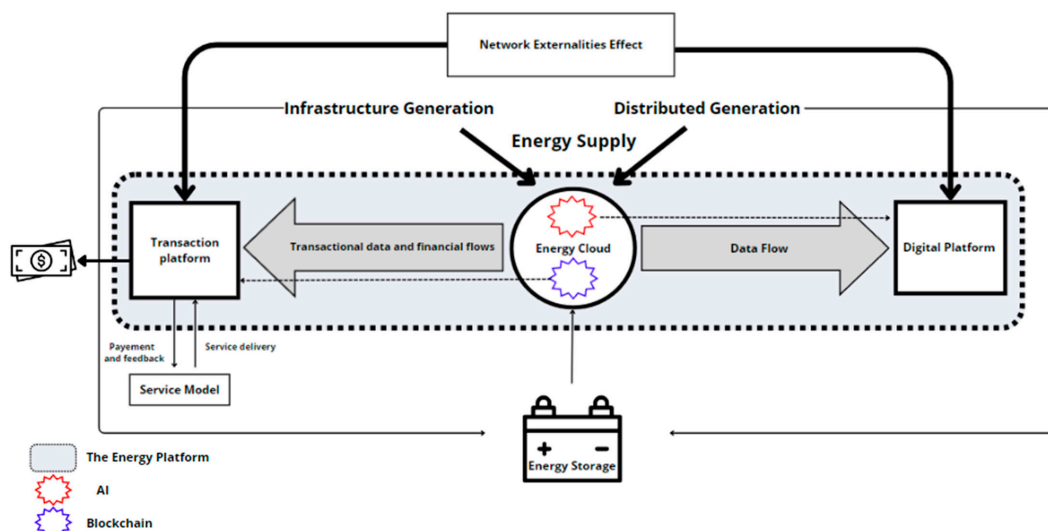 Network Externalities Effect
Infrastructure Generation
Distributed Generation
Energy Supply
Transaction
platform
Transactional data and financial flows
Energy Cloud
Data Flow
Digital Platform
$
Payement
and feedback
Service delivery
Service Model
+ −
Energy Storage
The Energy Platform
AI
Blockchain